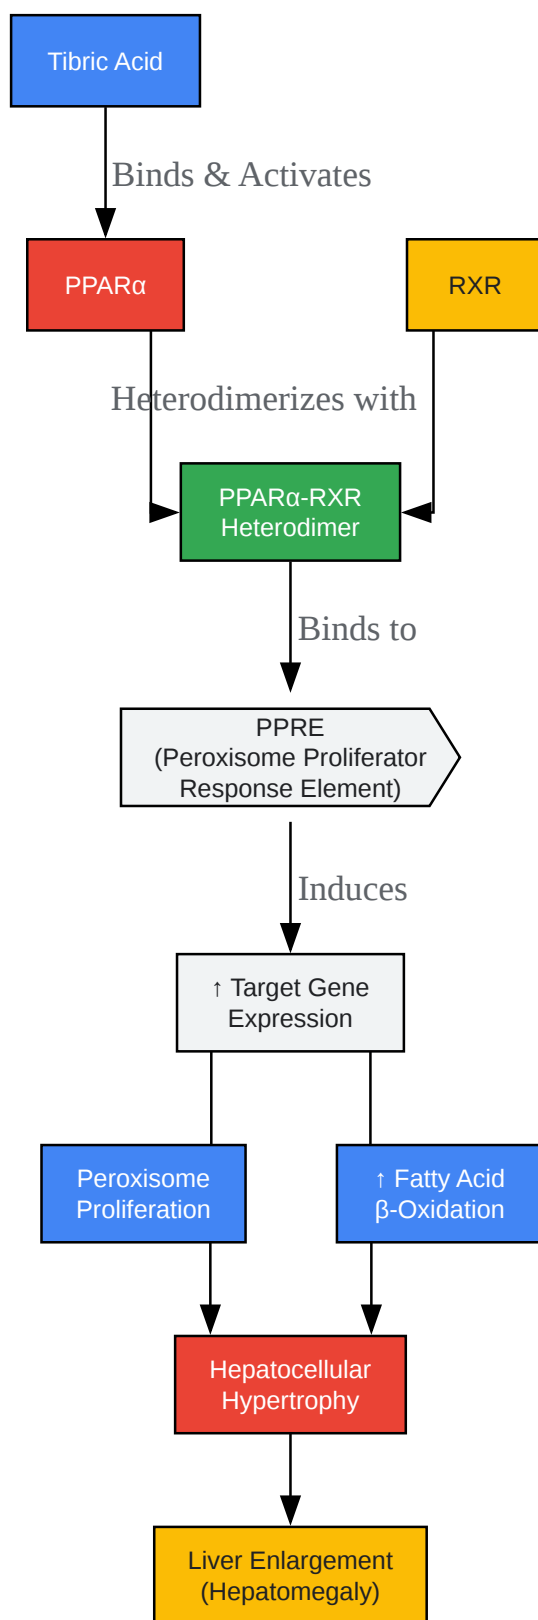 Tibric Acid
Binds & Activates
PPARα
RXR
Heterodimerizes with
PPARα-RXR
Heterodimer
Binds to
PPRE
(Peroxisome Proliferator
Response Element)
Induces
↑ Target Gene
Expression
Peroxisome
Proliferation
↑ Fatty Acid
β-Oxidation
Hepatocellular
Hypertrophy
Liver Enlargement
(Hepatomegaly)